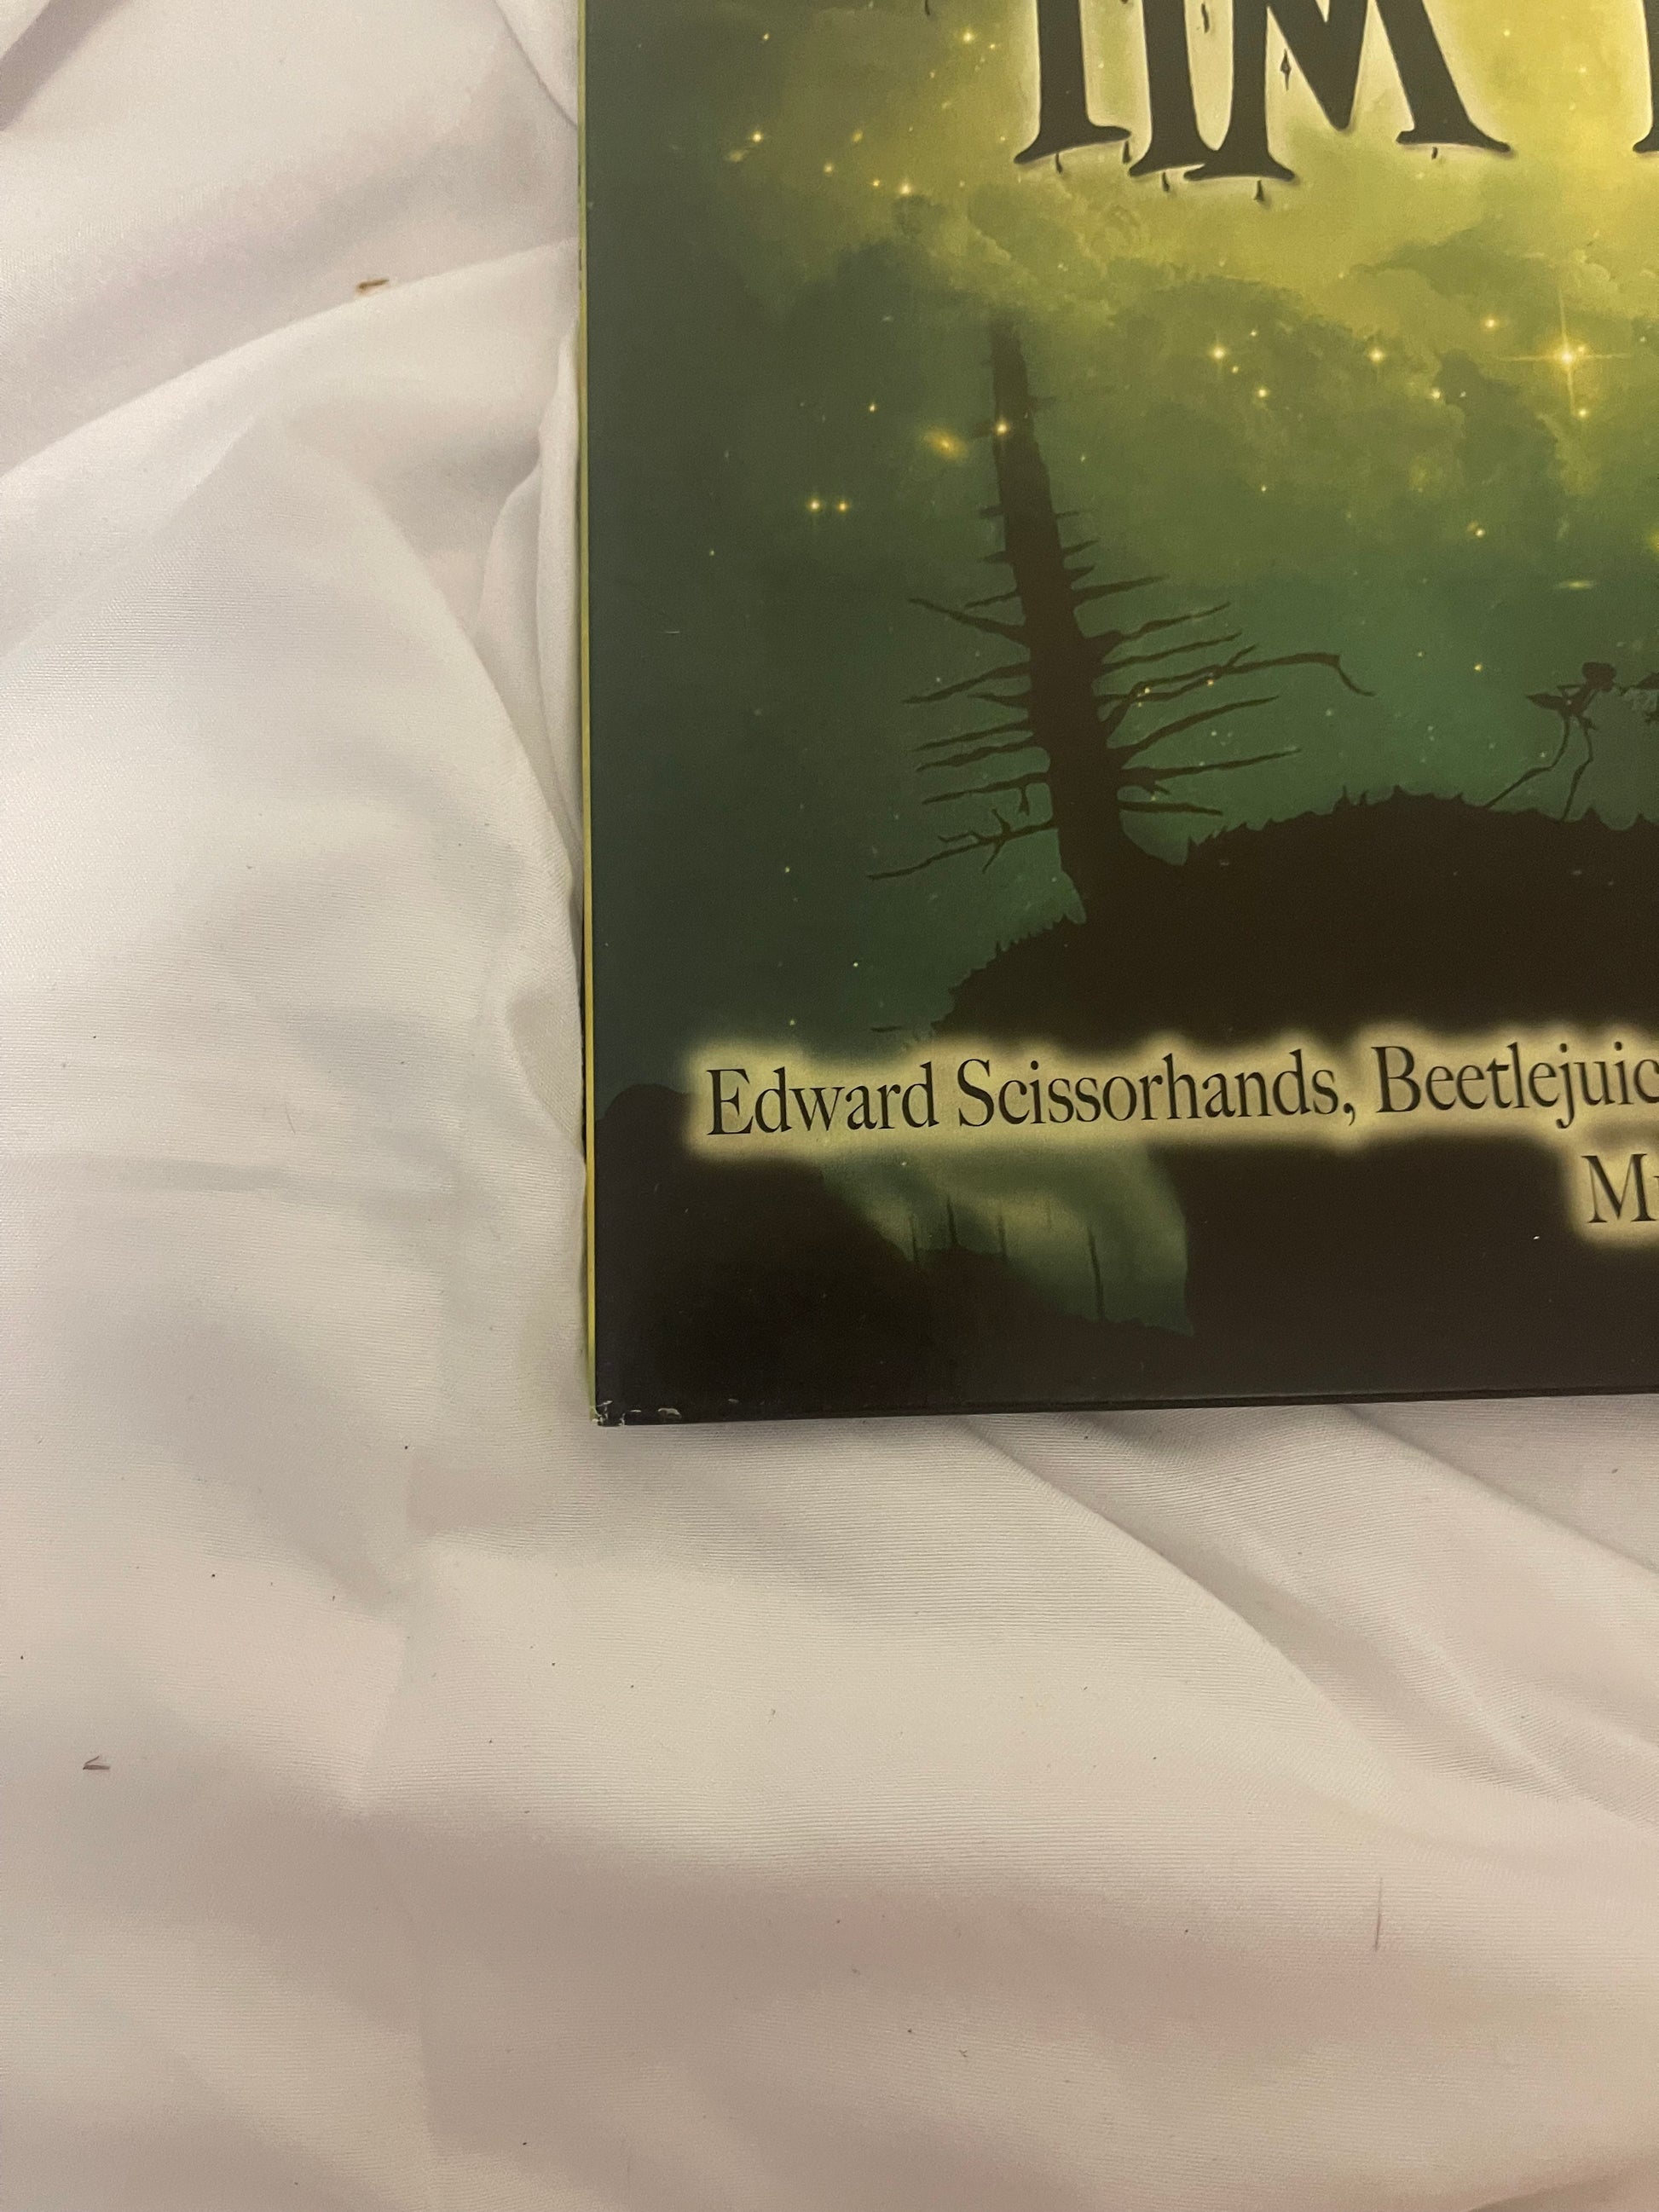 TIM
Edward Scissorhands, Beetlejuic
M